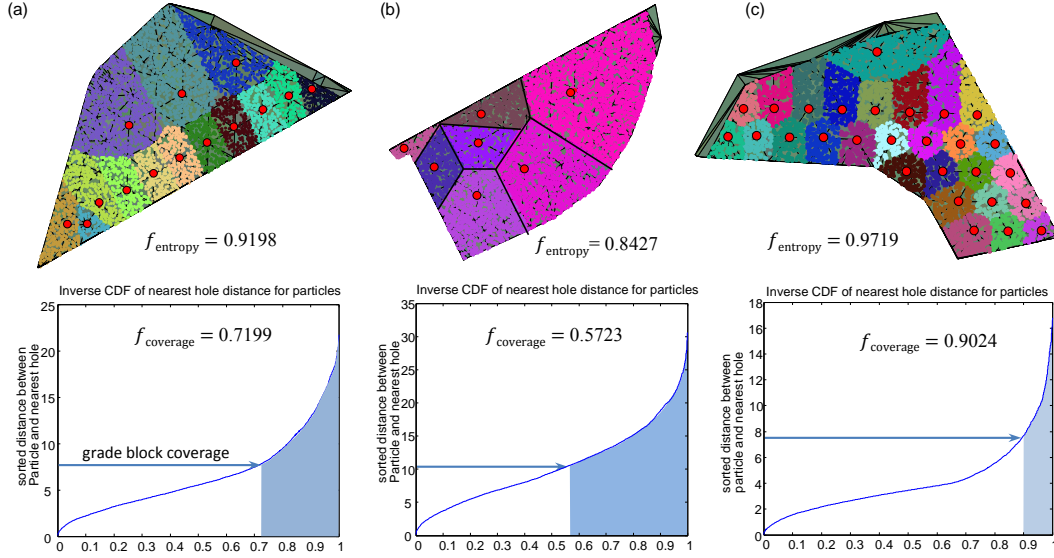 (a)
(b)
(c)
f entropy = 0.9198
f entropy = 0.8427
f entropy = 0.9719
Inverse CDF of nearest hole distance for particles
25
20
15
10
5
0
sorted distance between
Particle and nearest hole
f coverage = 0.7199
grade block coverage
0 0.1 0.2 0.3 0.4 0.5 0.6 0.7 0.8 0.9 1
Inverse CDF of nearest hole distance for particles
35
30
25
20
15
10
5
0
sorted distance between
Particle and nearest hole
f coverage = 0.5723
0 0.1 0.2 0.3 0.4 0.5 0.6 0.7 0.8 0.9 1
Inverse CDF of nearest hole distance for particles
18
16
14
12
10
8
6
4
2
0
sorted distance between
particle and nearest hole
f coverage = 0.9024
0 0.1 0.2 0.3 0.4 0.5 0.6 0.7 0.8 0.9 1